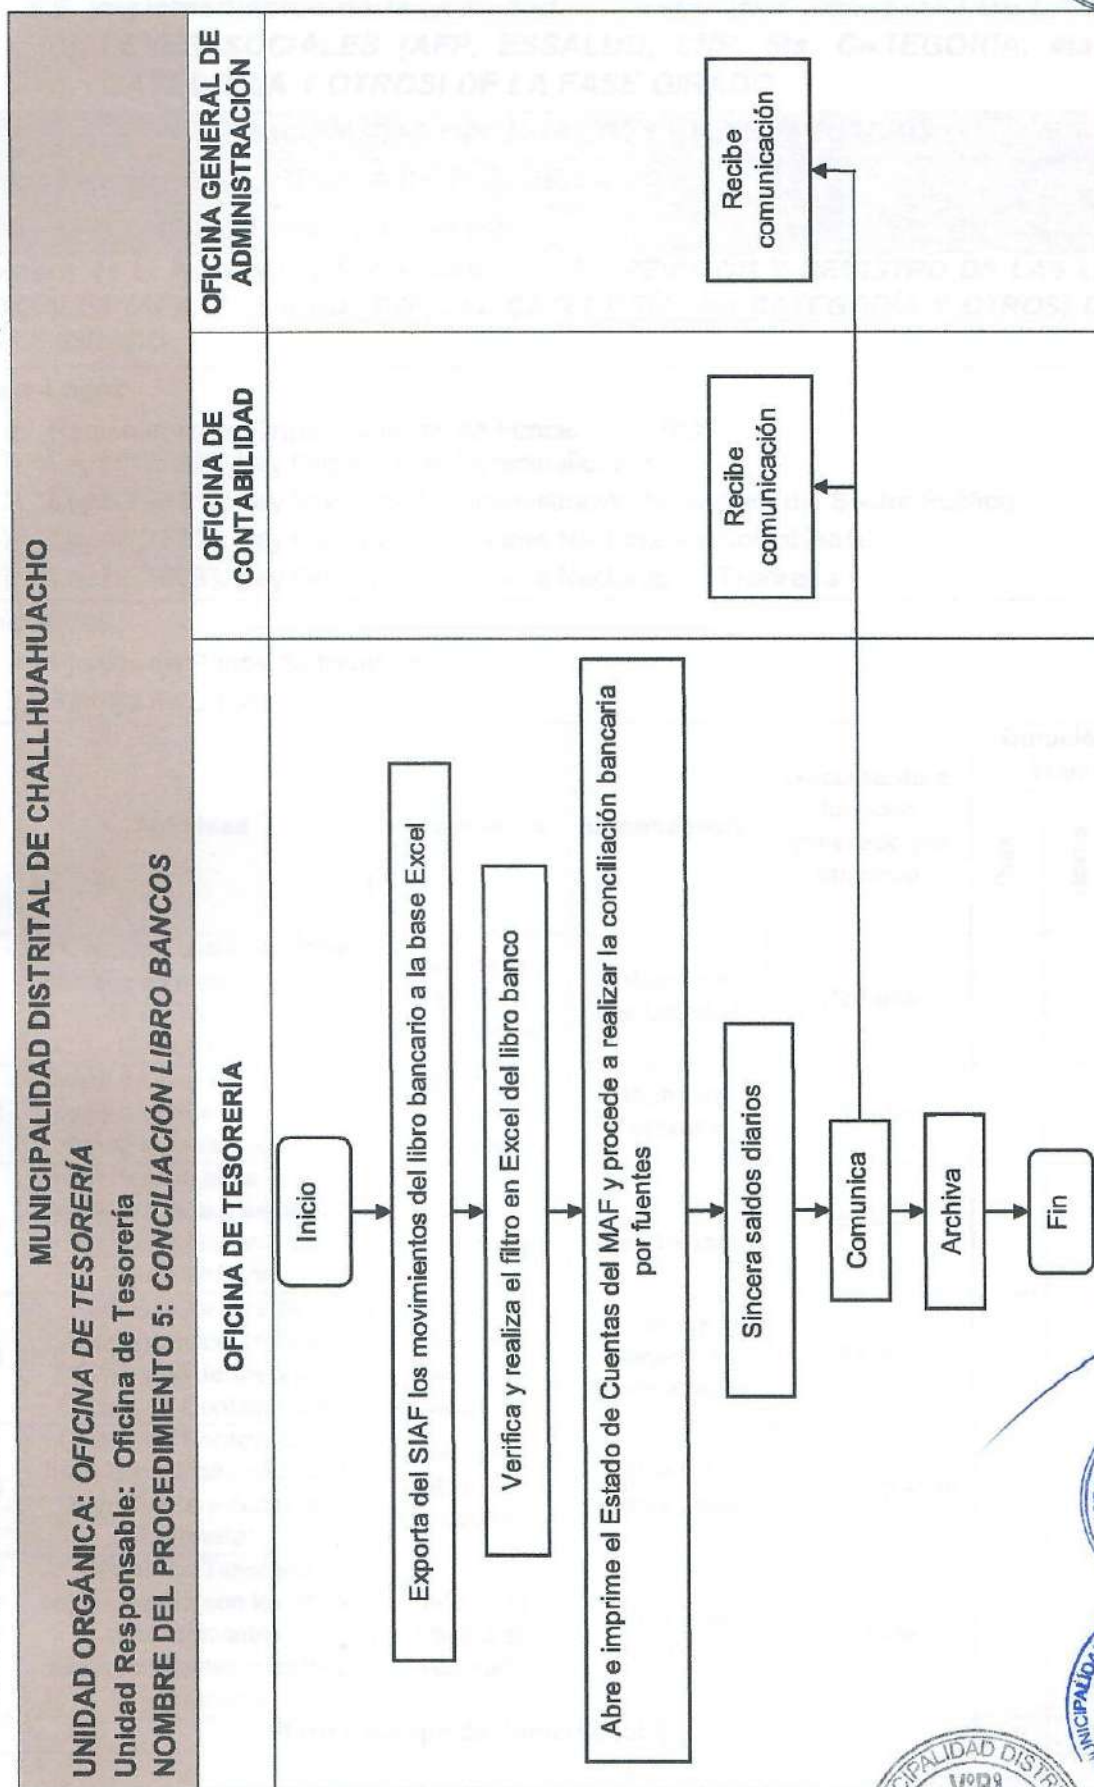 MUNICIPALIDAD DISTRITAL DE CHALLHUAHUACHO
UNIDAD ORGÁNICA: OFICINA DE TESORERÍA
Unidad Responsable: Oficina de Tesorería
NOMBRE DEL PROCEDIMIENTO 5: CONCILIACIÓN LIBRO BANCOS
OFICINA DE TESORERÍA
OFICINA DE
CONTABILIDAD
OFICINA GENERAL DE
ADMINISTRACIÓN
Inicio
Exporta del SIAF los movimientos del libro bancario a la base Excel
Verifica y realiza el filtro en Excel del libro banco
Abre e imprime el Estado de Cuentas del MAF y procede a realizar la conciliación bancaria
por fuentes
Sincera saldos diarios
Comunica
Recibe
comunicación
Recibe
comunicación
Archiva
Fin